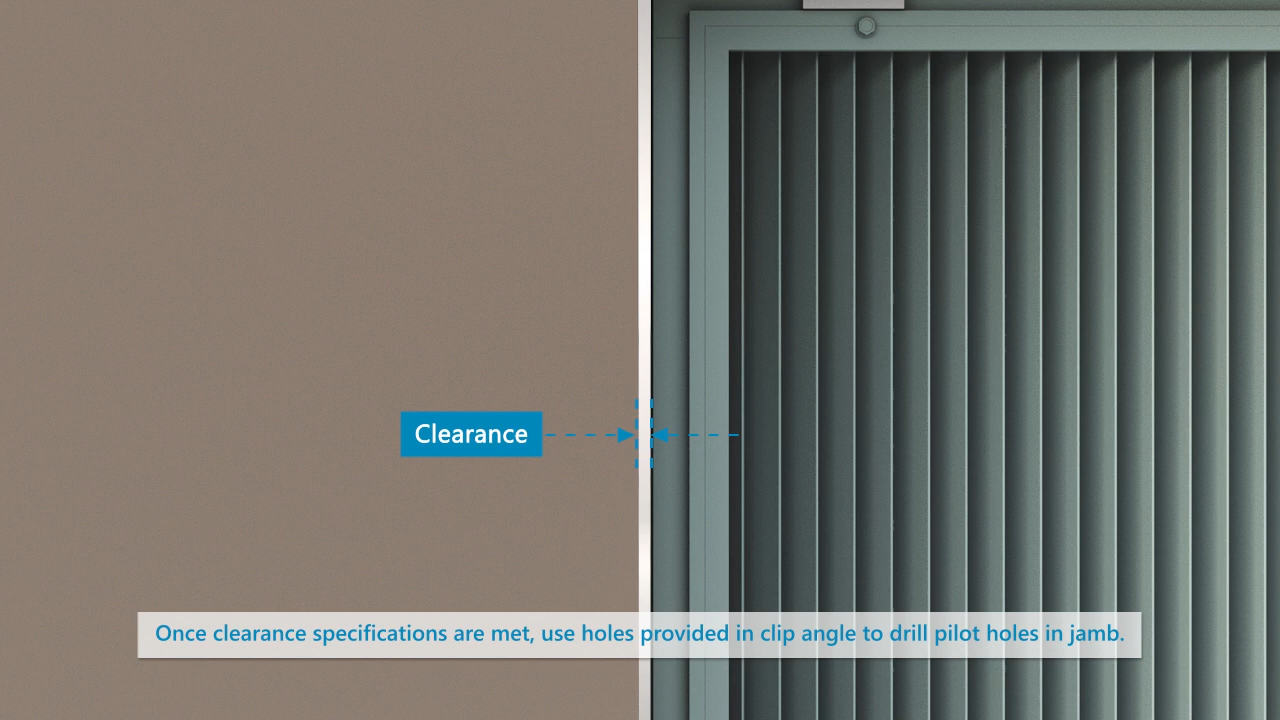 Clearance
Once clearance specifications are met, use holes provided in clip angle to drill pilot holes in jamb.